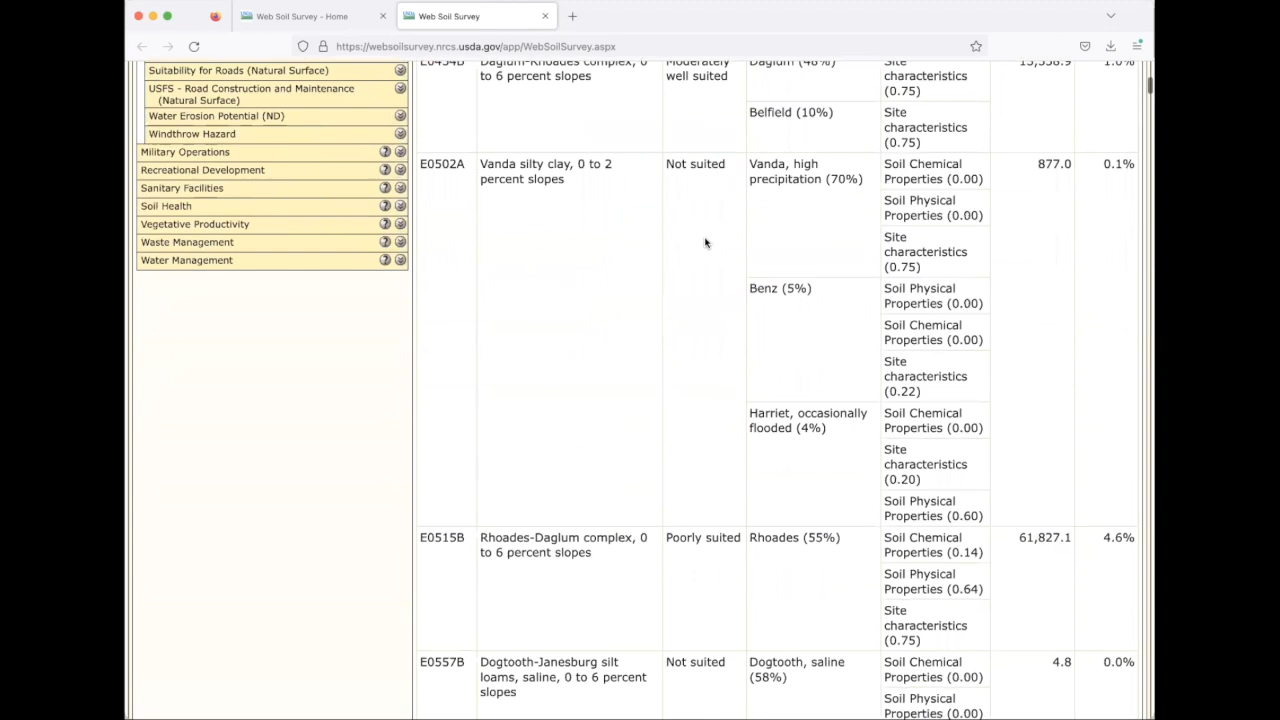 Web Soil Survey - Home
Web Soil Survey
https://websoilsurvey.nrcs.usda.gov/app/WebSoilSurvey.aspx
Suitability for Roads (Natural Surface)
USFS - Road Construction and Maintenance
(Natural Surface)
Water Erosion Potential (ND)
Windthrow Hazard
Military Operations
Recreational Development
Sanitary Facilities
Soil Health
Vegetative Productivity
Waste Management
Water Management
E0454B Daglum-Rhoades complex, 0 Moderately Daglum (48%) Site 1.0%
to 6 percent slopes well suited characteristics
(0.75)
Belfield (10%) Site
characteristics
(0.75)
E0502A Vanda silty clay, 0 to 2 Not suited Vanda, high Soil Chemical 877.0 0.1%
percent slopes precipitation (70%) Properties (0.00)
Soil Physical
Properties (0.00)
Site
characteristics
(0.75)
Benz (5%) Soil Physical
Properties (0.00)
Soil Chemical
Properties (0.00)
Site
characteristics
(0.22)
Harriet, occasionally Soil Chemical
flooded (4%) Properties (0.00)
Site
characteristics
(0.20)
Soil Physical
Properties (0.60)
E0515B Rhoades-Daglum complex, 0 Poorly suited Rhoades (55%) Soil Chemical 61,827.1 4.6%
to 6 percent slopes Properties (0.14)
Soil Physical
Properties (0.64)
Site
characteristics
(0.75)
E0557B Dogtooth-Janesburg silt Not suited Dogtooth, saline Soil Chemical 4.8 0.0%
loams, saline, 0 to 6 percent (58%) Properties (0.00)
slopes Soil Physical
Properties (0.00)